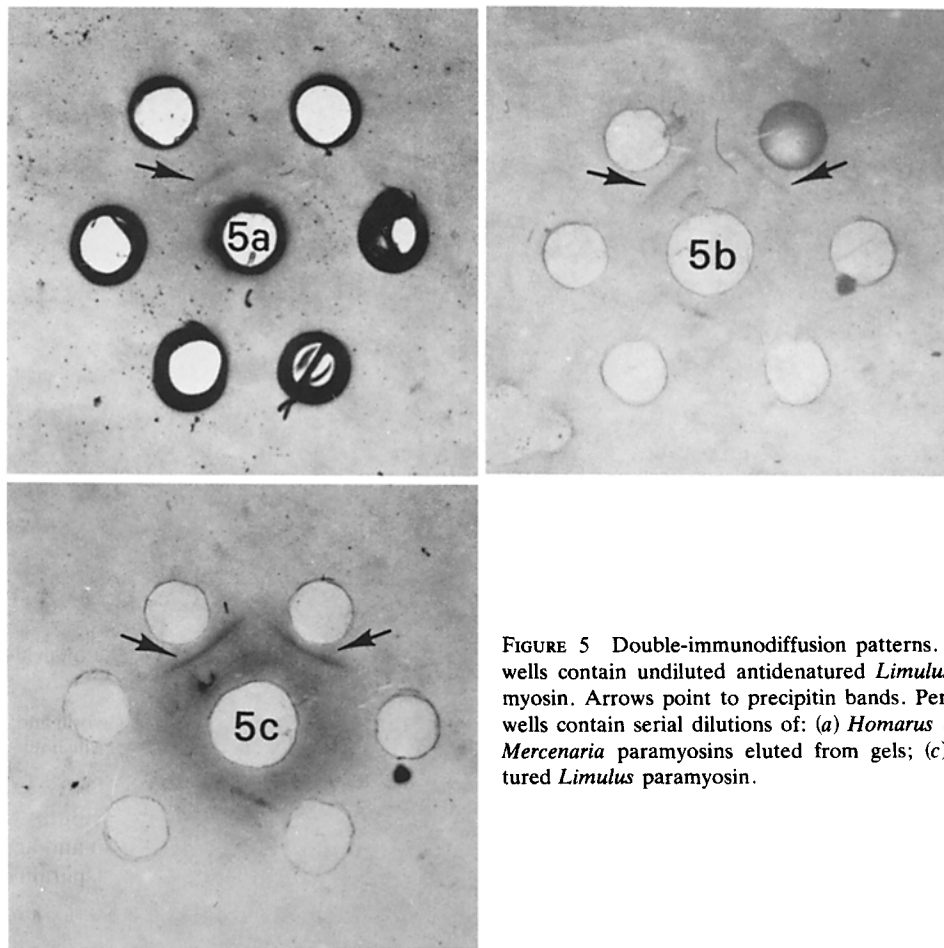 5a
5b
5c
FIGURE 5 Double-immunodiffusion patterns.
wells contain undiluted antidenatured Limulus
myosin. Arrows point to precipitin bands. Per
wells contain serial dilutions of: (a) Homarus
Mercenaria paramyosins eluted from gels; (c)
tured Limulus paramyosin.